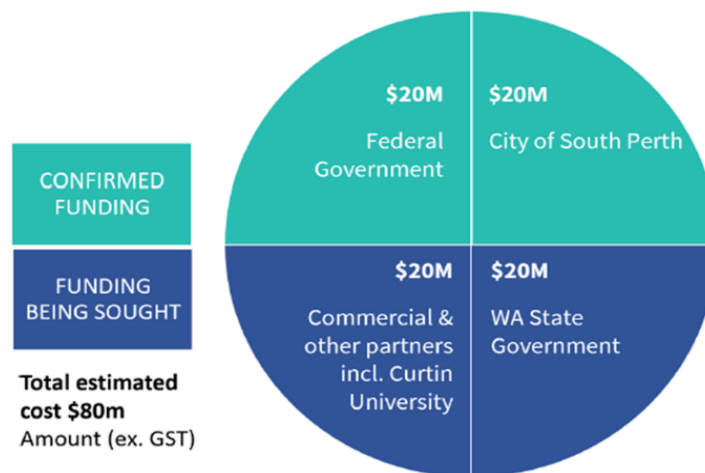 CONFIRMED
FUNDING
FUNDING
BEING SOUGHT
Total estimated
cost $80m
Amount (ex. GST)
$20M
Federal
Government
$20M
City of South Perth
$20M
Commercial &
other partners
incl. Curtin
University
$20M
WA State
Government